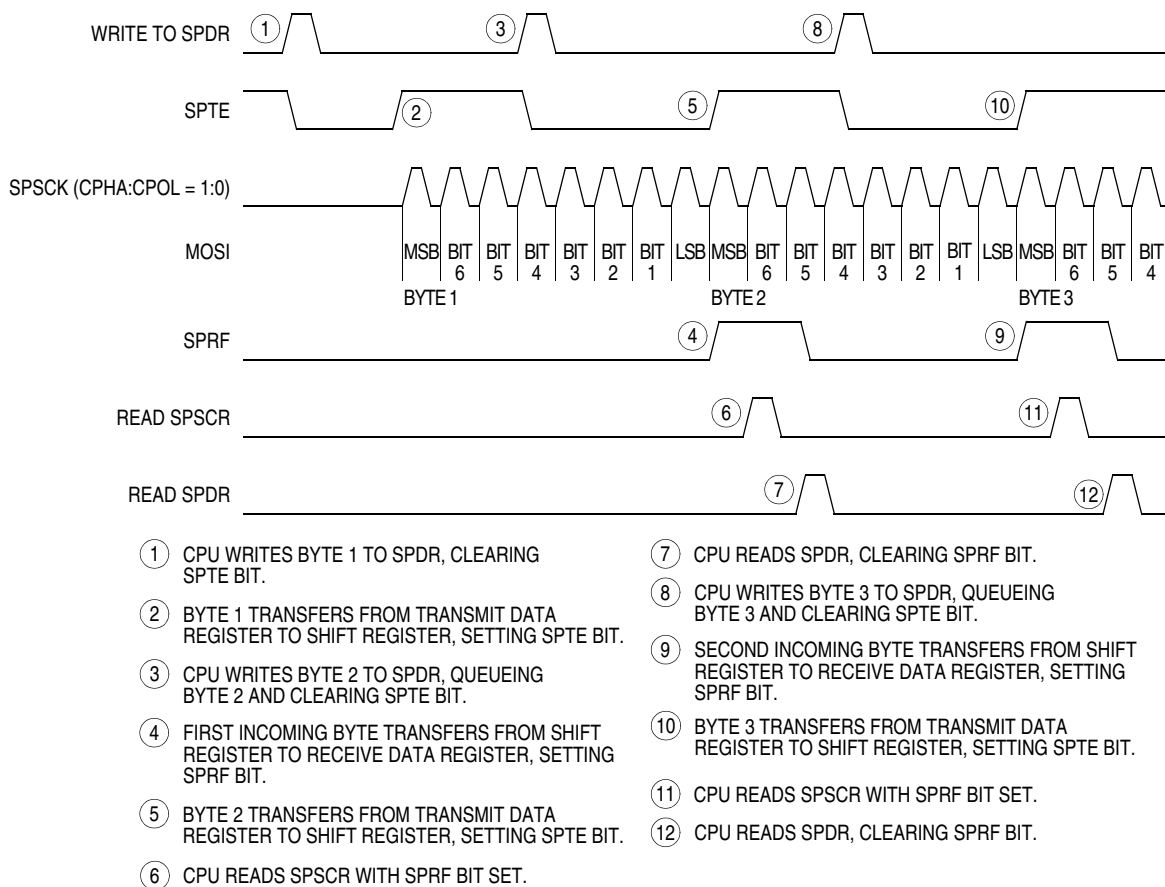 WRITE TO SPDR 1 3 8
SPTE 2 5 10
SPSCK (CPHA:CPOL = 1:0)
MOSI MSB BIT 6 BIT 5 BIT 4 BIT 3 BIT 2 BIT 1 LSB MSB BIT 6 BIT 5 BIT 4 BIT 3 BIT 2 BIT 1 LSB MSB BIT 6 BIT 5 BIT 4
BYTE 1 BYTE 2 BYTE 3
SPRF 4 9
READ SPSCR 6 11
READ SPDR 7 12
1 CPU WRITES BYTE 1 TO SPDR, CLEARING
SPTE BIT.
2 BYTE 1 TRANSFERS FROM TRANSMIT DATA
REGISTER TO SHIFT REGISTER, SETTING SPTE BIT.
3 CPU WRITES BYTE 2 TO SPDR, QUEUEING
BYTE 2 AND CLEARING SPTE BIT.
4 FIRST INCOMING BYTE TRANSFERS FROM SHIFT
REGISTER TO RECEIVE DATA REGISTER, SETTING
SPRF BIT.
5 BYTE 2 TRANSFERS FROM TRANSMIT DATA
REGISTER TO SHIFT REGISTER, SETTING SPTE BIT.
6 CPU READS SPSCR WITH SPRF BIT SET.
7 CPU READS SPDR, CLEARING SPRF BIT.
8 CPU WRITES BYTE 3 TO SPDR, QUEUEING
BYTE 3 AND CLEARING SPTE BIT.
9 SECOND INCOMING BYTE TRANSFERS FROM SHIFT
REGISTER TO RECEIVE DATA REGISTER, SETTING
SPRF BIT.
10 BYTE 3 TRANSFERS FROM TRANSMIT DATA
REGISTER TO SHIFT REGISTER, SETTING SPTE BIT.
11 CPU READS SPSCR WITH SPRF BIT SET.
12 CPU READS SPDR, CLEARING SPRF BIT.